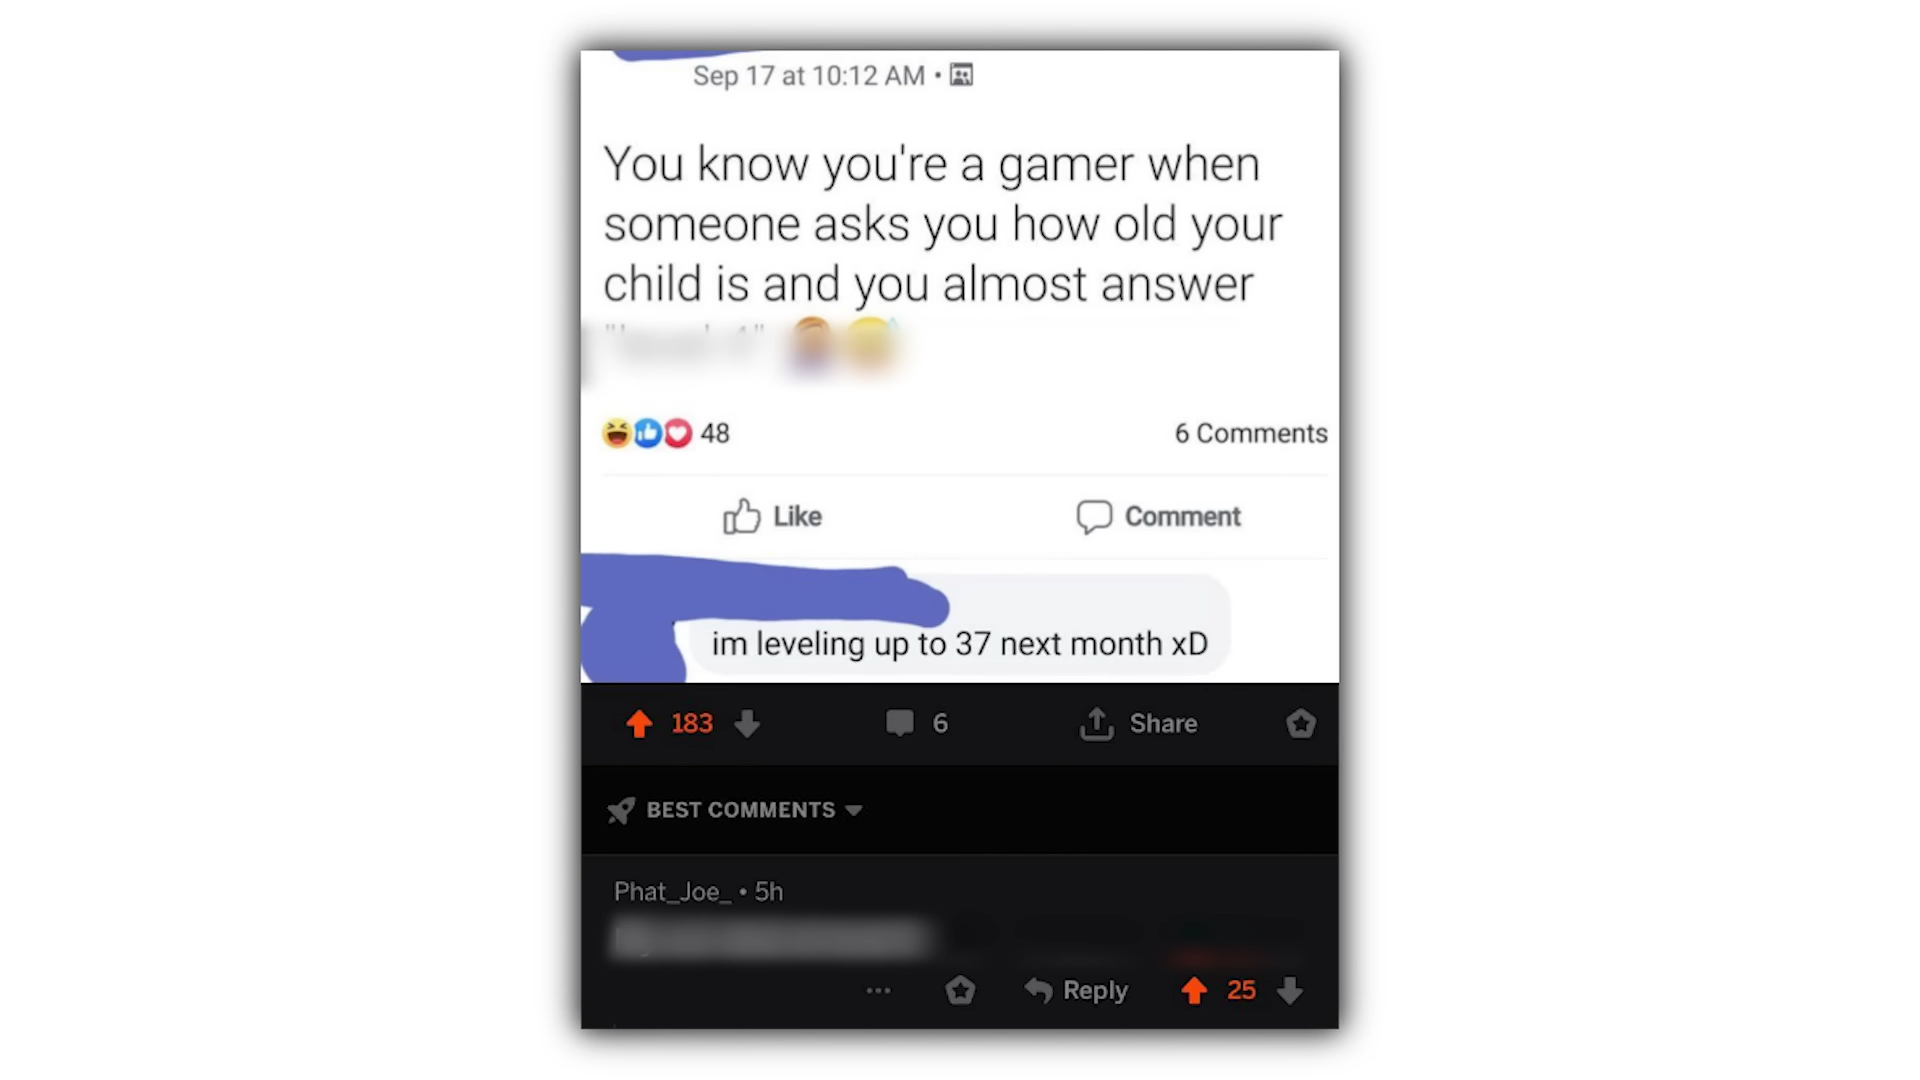 Sep 17 at 10:12 AM •
You know you're a gamer when
someone asks you how old your
child is and you almost answer
48
6 Comments
Like
Comment
im leveling up to 37 next month xD
183
6
Share
BEST COMMENTS
Phat_Joe_ • 5h
...
Reply
25